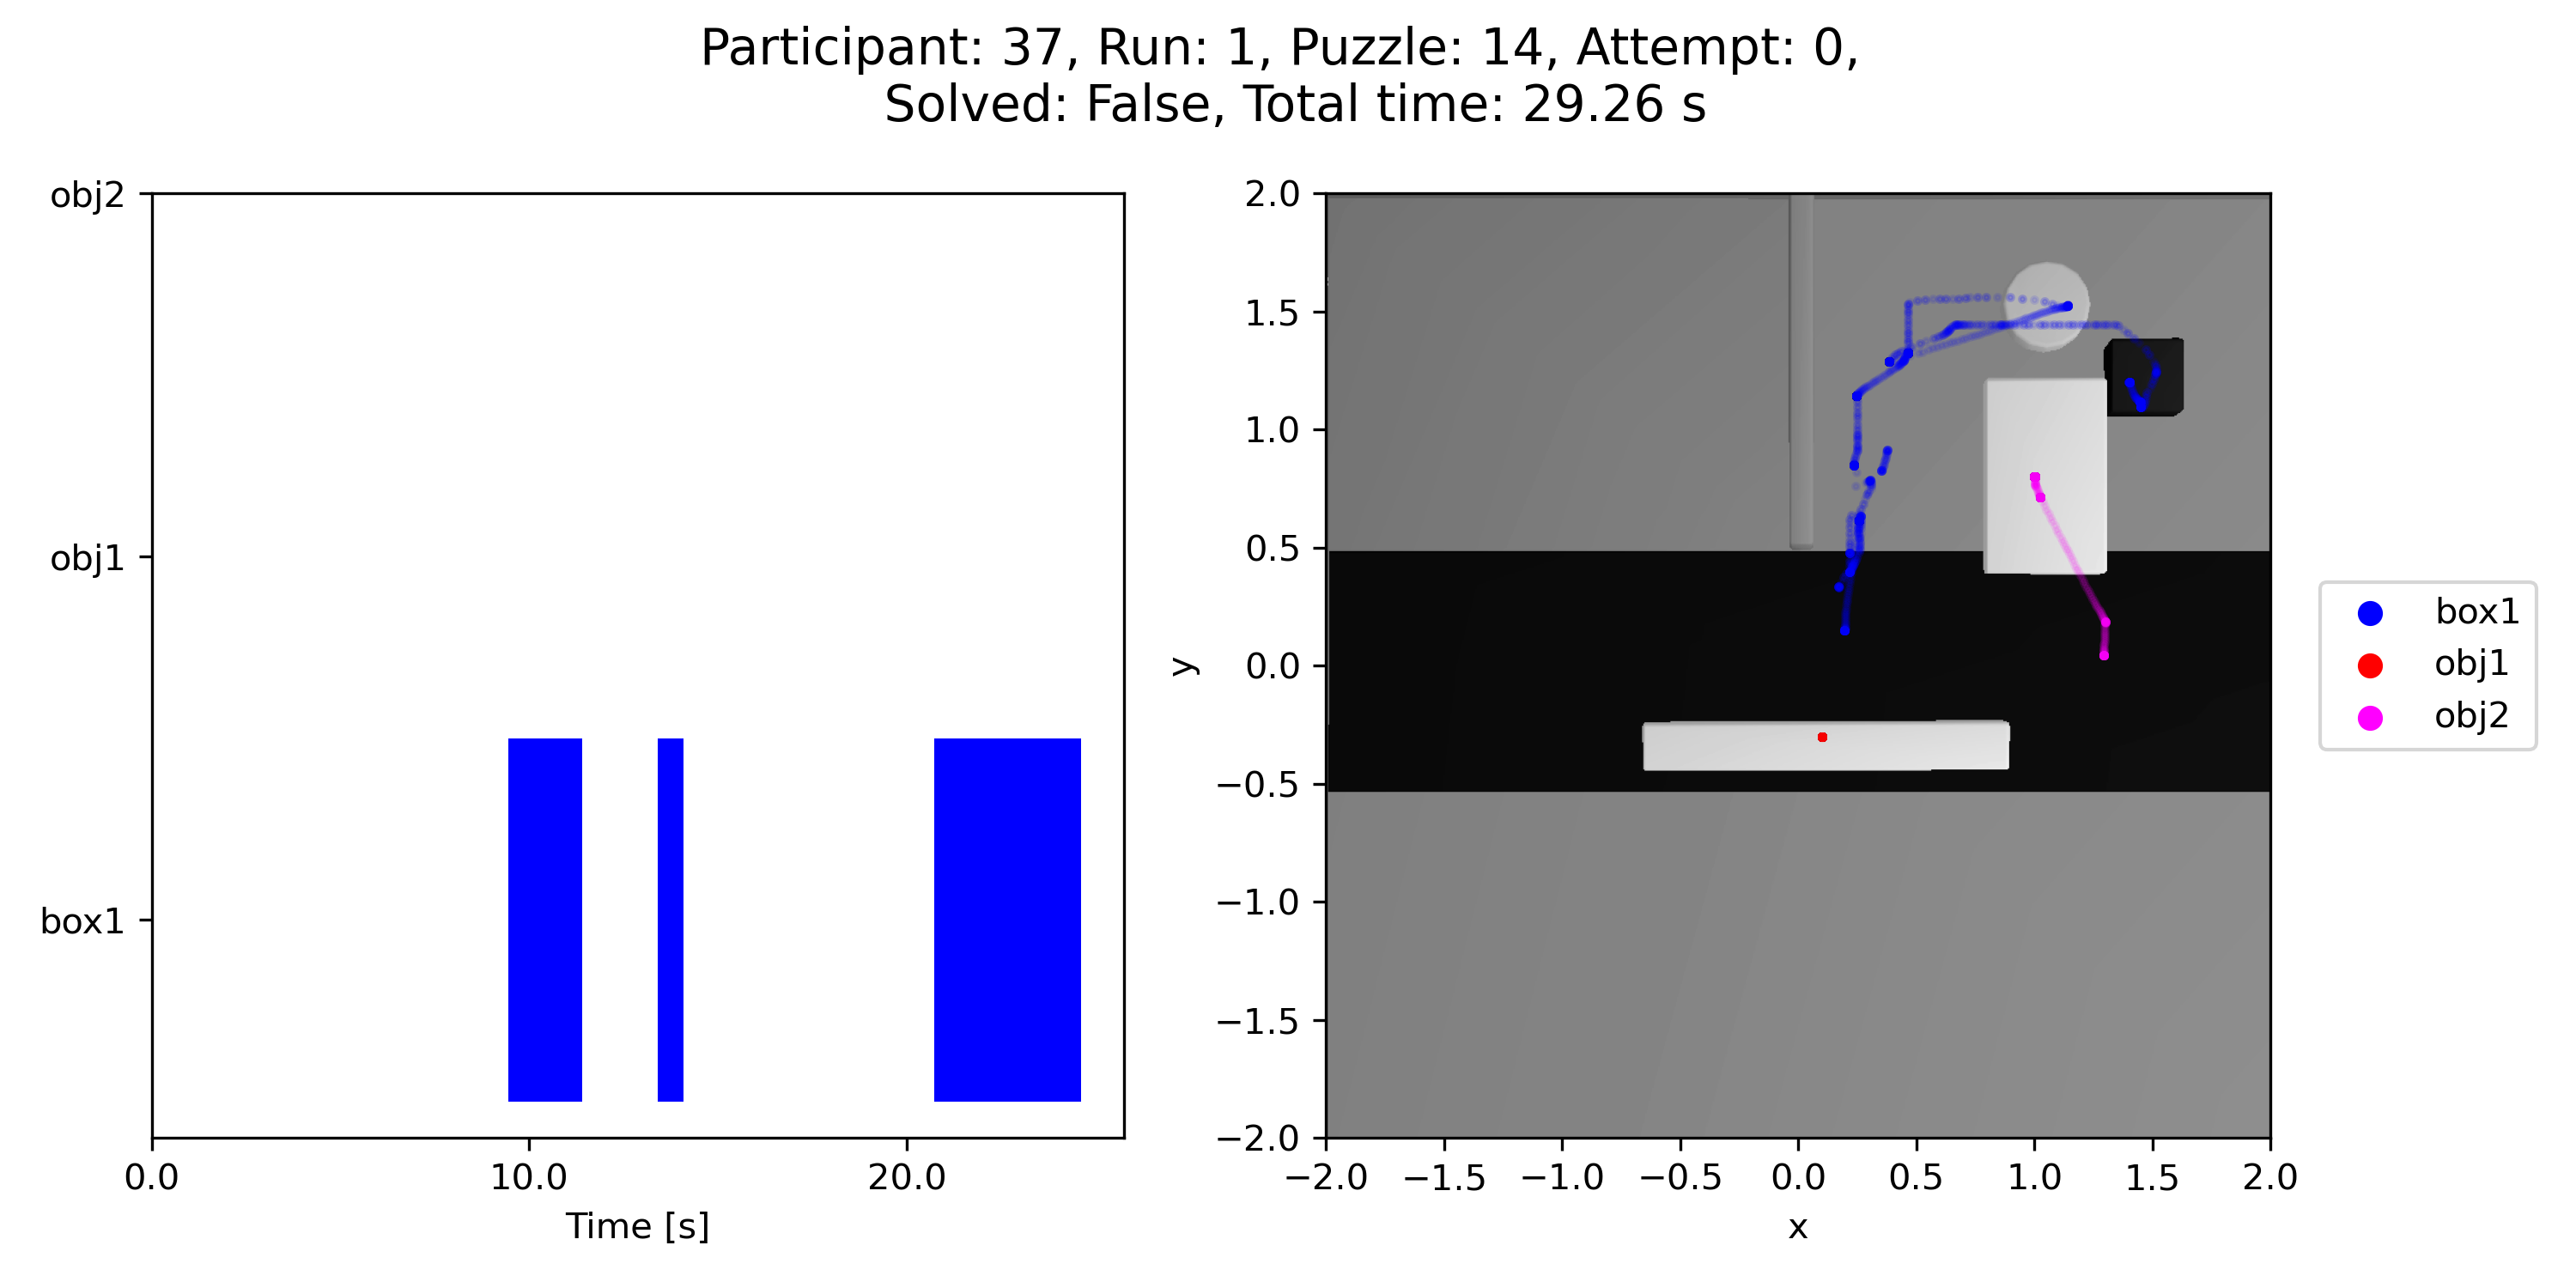 Participant: 37, Run: 1, Puzzle: 14, Attempt: 0,
Solved: False, Total time: 29.26 s
obj2
obj1
box1
0.0 10.0 20.0
Time [s]
2.0
1.5
1.0
0.5
0.0
−0.5
−1.0
−1.5
−2.0
y
−2.0 −1.5 −1.0 −0.5 0.0 0.5 1.0 1.5 2.0
x
box1
obj1
obj2